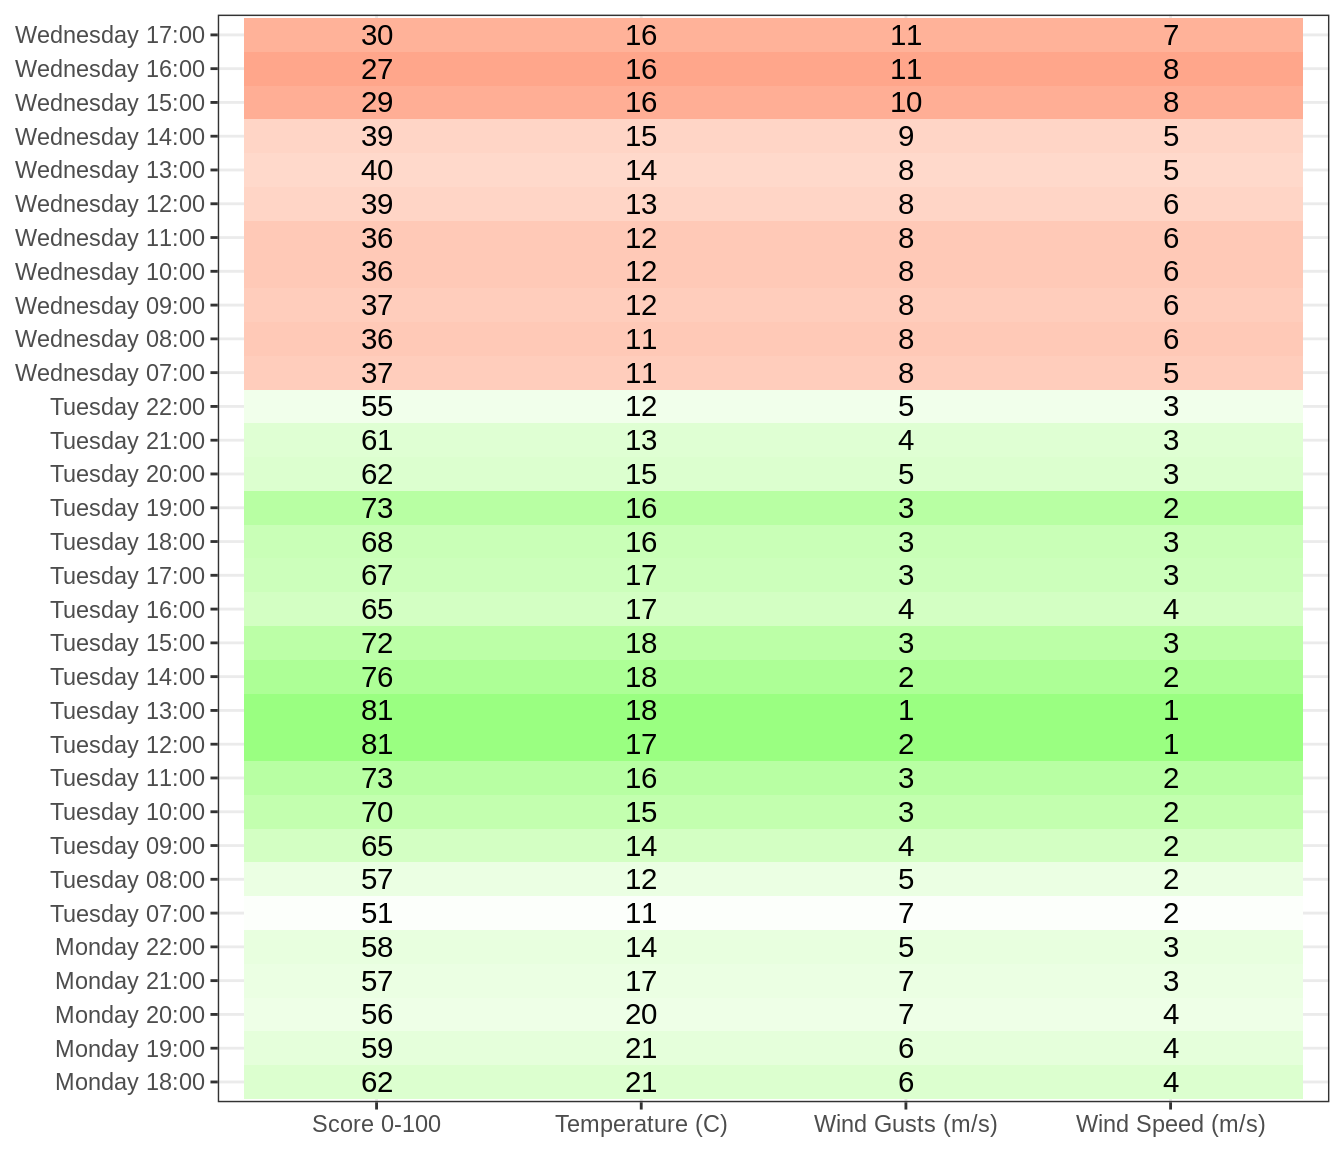 Wednesday 17:00 30 16 11 7
Wednesday 16:00 27 16 11 8
Wednesday 15:00 29 16 10 8
Wednesday 14:00 39 15 9 5
Wednesday 13:00 40 14 8 5
Wednesday 12:00 39 13 8 6
Wednesday 11:00 36 12 8 6
Wednesday 10:00 36 12 8 6
Wednesday 09:00 37 12 8 6
Wednesday 08:00 36 11 8 6
Wednesday 07:00 37 11 8 5
Tuesday 22:00 55 12 5 3
Tuesday 21:00 61 13 4 3
Tuesday 20:00 62 15 5 3
Tuesday 19:00 73 16 3 2
Tuesday 18:00 68 16 3 3
Tuesday 17:00 67 17 3 3
Tuesday 16:00 65 17 4 4
Tuesday 15:00 72 18 3 3
Tuesday 14:00 76 18 2 2
Tuesday 13:00 81 18 1 1
Tuesday 12:00 81 17 2 1
Tuesday 11:00 73 16 3 2
Tuesday 10:00 70 15 3 2
Tuesday 09:00 65 14 4 2
Tuesday 08:00 57 12 5 2
Tuesday 07:00 51 11 7 2
Monday 22:00 58 14 5 3
Monday 21:00 57 17 7 3
Monday 20:00 56 20 7 4
Monday 19:00 59 21 6 4
Monday 18:00 62 21 6 4
Score 0-100 Temperature (C) Wind Gusts (m/s) Wind Speed (m/s)